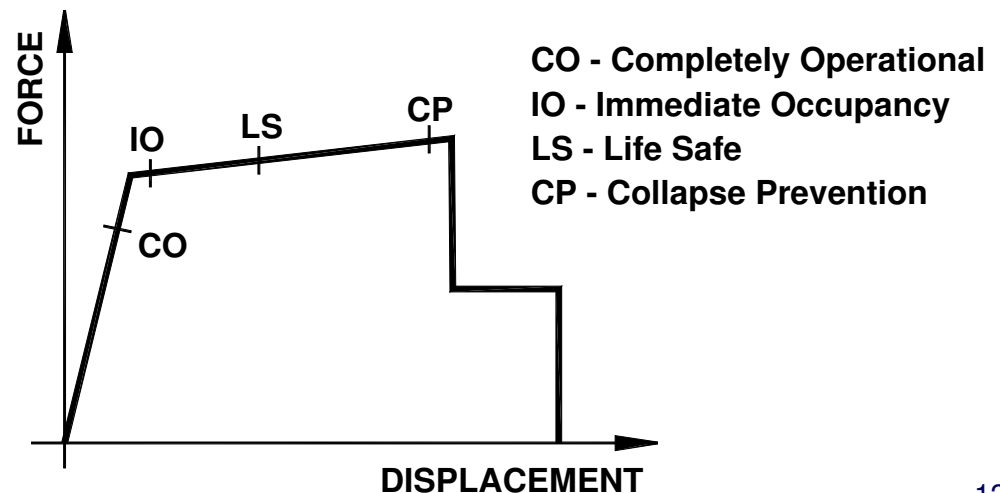 FORCE
IO
LS
CP
CO
CO - Completely Operational
IO - Immediate Occupancy
LS - Life Safe
CP - Collapse Prevention
DISPLACEMENT